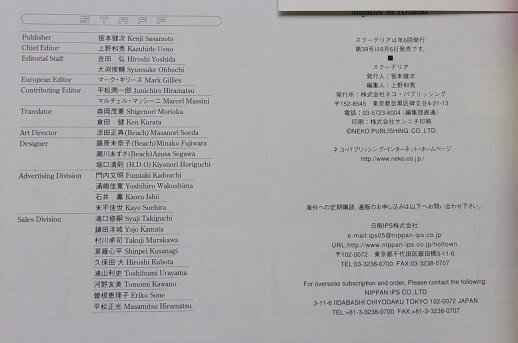 STAFF
Publisher 笹本健次 Kenji Sasamoto
Chief Editor 上野和秀 Kazuhide Ueno
Editorial Staff 吉田 弘 Hiroshi Yoshida
大渕俊輔 Syunsuke Ohbuchi
European Editor マーク・ギリース Mark Gillies
Contributing Editor 平松潤一郎 Junichiro Hiramatsu
マルチェル・マッシーニ Marcel Massini
Translator 森岡茂憲 Shigenori Morioka
倉田 健 Ken Kurata
Art Director 添田正典 (Beach) Masanori Soeda
Designer 藤原未奈子(Beach)Minako Fujiwara
瀬川あずさ(Beach)Azusa Segawa
堀口清則 (H.D.O) Kiyonori Horiguchi
Advertising Division 門内文明 Fumiaki Kadouchi
涌嶋佳寛 Yoshihiro Wakushima
石井 薫 Kaoru Ishii
末平佳世 Kayo Suehira
Sales Division 滝口修嗣 Syuji Takiguchi
鎌田洋城 Yojo Kamata
村川卓司 Takuji Murakawa
草薙心平 Shinpei Kusanagi
久保田 大 Hiroshi Kubota
浦山利史 Toshihumi Urayama
河野友美 Tomomi Kawano
曽根恵理子 Eriko Sone
平松正光 Masamitsu Hiramatsu
スクーデリアは年6回発行
第39号は6月6日発売です。
■
スクーデリア
発行人：笹本健次
編集人：上野和秀
発行所：株式会社ネコ・パブリッシング
〒152-8545 東京都目黒区碑文谷4-21-13
電話：03-5723-6004（編集部直通）
印刷：株式会社サンニチ印刷
©NEKO PUBLISHING CO.,LTD.
ネコ・パブリッシング・インターネット・ホームページ
http://www.neko.co.jp/
海外への定期購読、通販のお申し込みは以下へお問い合わせ下さい。
日販IPS株式会社
e-mail:ips05@nippan-ips.co.jp
URL http://www.nippan-ips.co.jp/hottown
〒102-0072 東京都千代田区飯田橋3-11-6
TEL:03-3238-0700 FAX:03-3238-0707
For overseas subscription and order, Please contact the following:
NIPPAN IPS CO.,LTD
3-11-6 IIDABASHI CHIYODAKU TOKYO 102-0072 JAPAN
TEL:+81-3-3238-0700 FAX:+81-3-3238-0707